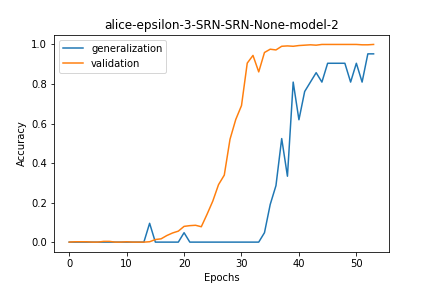 alice-epsilon-3-SRN-SRN-None-model-2
generalization
validation
Accuracy
1.0
0.8
0.6
0.4
0.2
0.0
0 10 20 30 40 50
Epochs